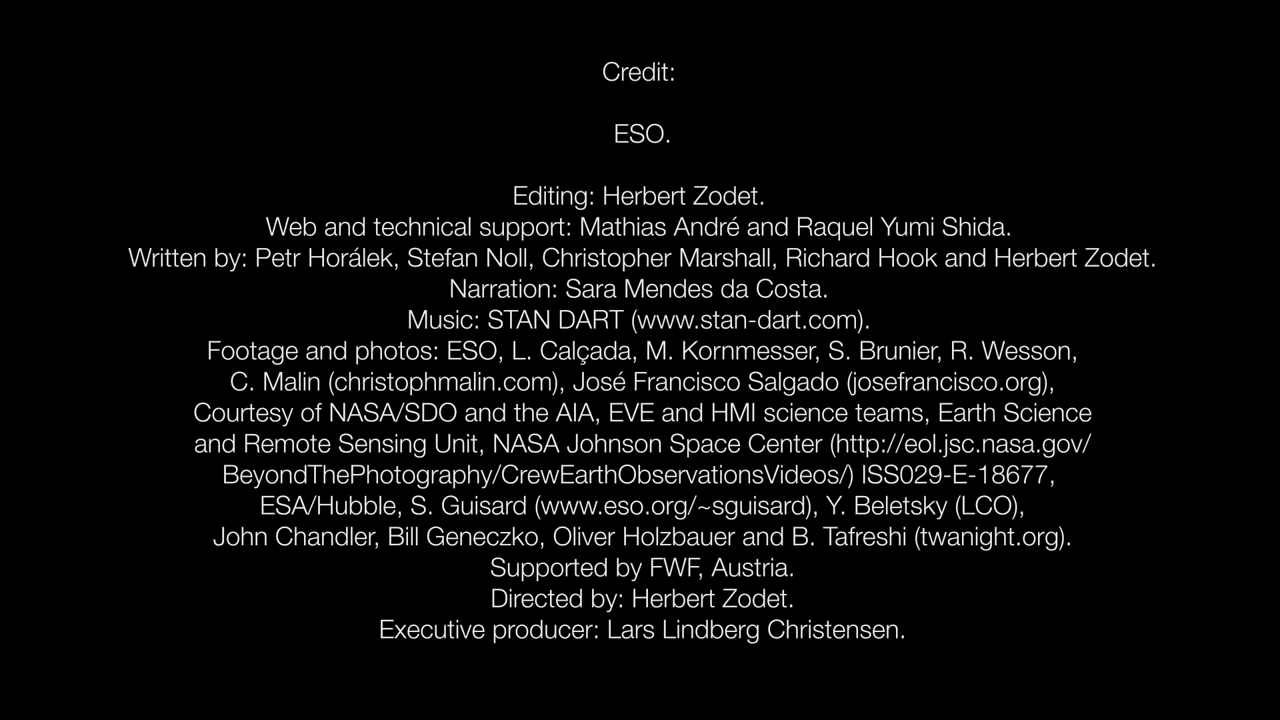 Credit:
ESO.
Editing: Herbert Zodet.
Web and technical support: Mathias André and Raquel Yumi Shida.
Written by: Petr Horálek, Stefan Noll, Christopher Marshall, Richard Hook and Herbert Zodet.
Narration: Sara Mendes da Costa.
Music: STAN DART (www.stan-dart.com).
Footage and photos: ESO, L. Calçada, M. Kornmesser, S. Brunier, R. Wesson,
C. Malin (christophmalin.com), José Francisco Salgado (josefrancisco.org),
Courtesy of NASA/SDO and the AIA, EVE and HMI science teams, Earth Science
and Remote Sensing Unit, NASA Johnson Space Center (http://eol.jsc.nasa.gov/
BeyondThePhotography/CrewEarthObservationsVideos/) ISS029-E-18677,
ESA/Hubble, S. Guisard (www.eso.org/~sguisard), Y. Beletsky (LCO),
John Chandler, Bill Geneczko, Oliver Holzbauer and B. Tafreshi (twanight.org).
Supported by FWF, Austria.
Directed by: Herbert Zodet.
Executive producer: Lars Lindberg Christensen.